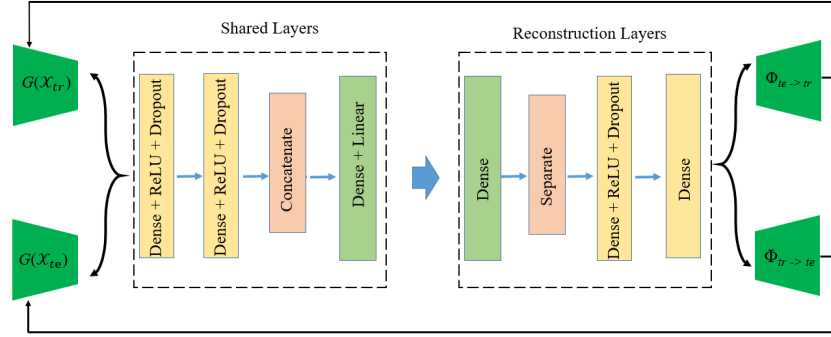 Shared Layers
Reconstruction Layers
G(𝒳tr)
G(𝒳te)
Dense + ReLU + Dropout
Dense + ReLU + Dropout
Concatenate
Dense + Linear
Dense
Separate
Dense + ReLU + Dropout
Dense
Φte -> tr
Φtr -> te